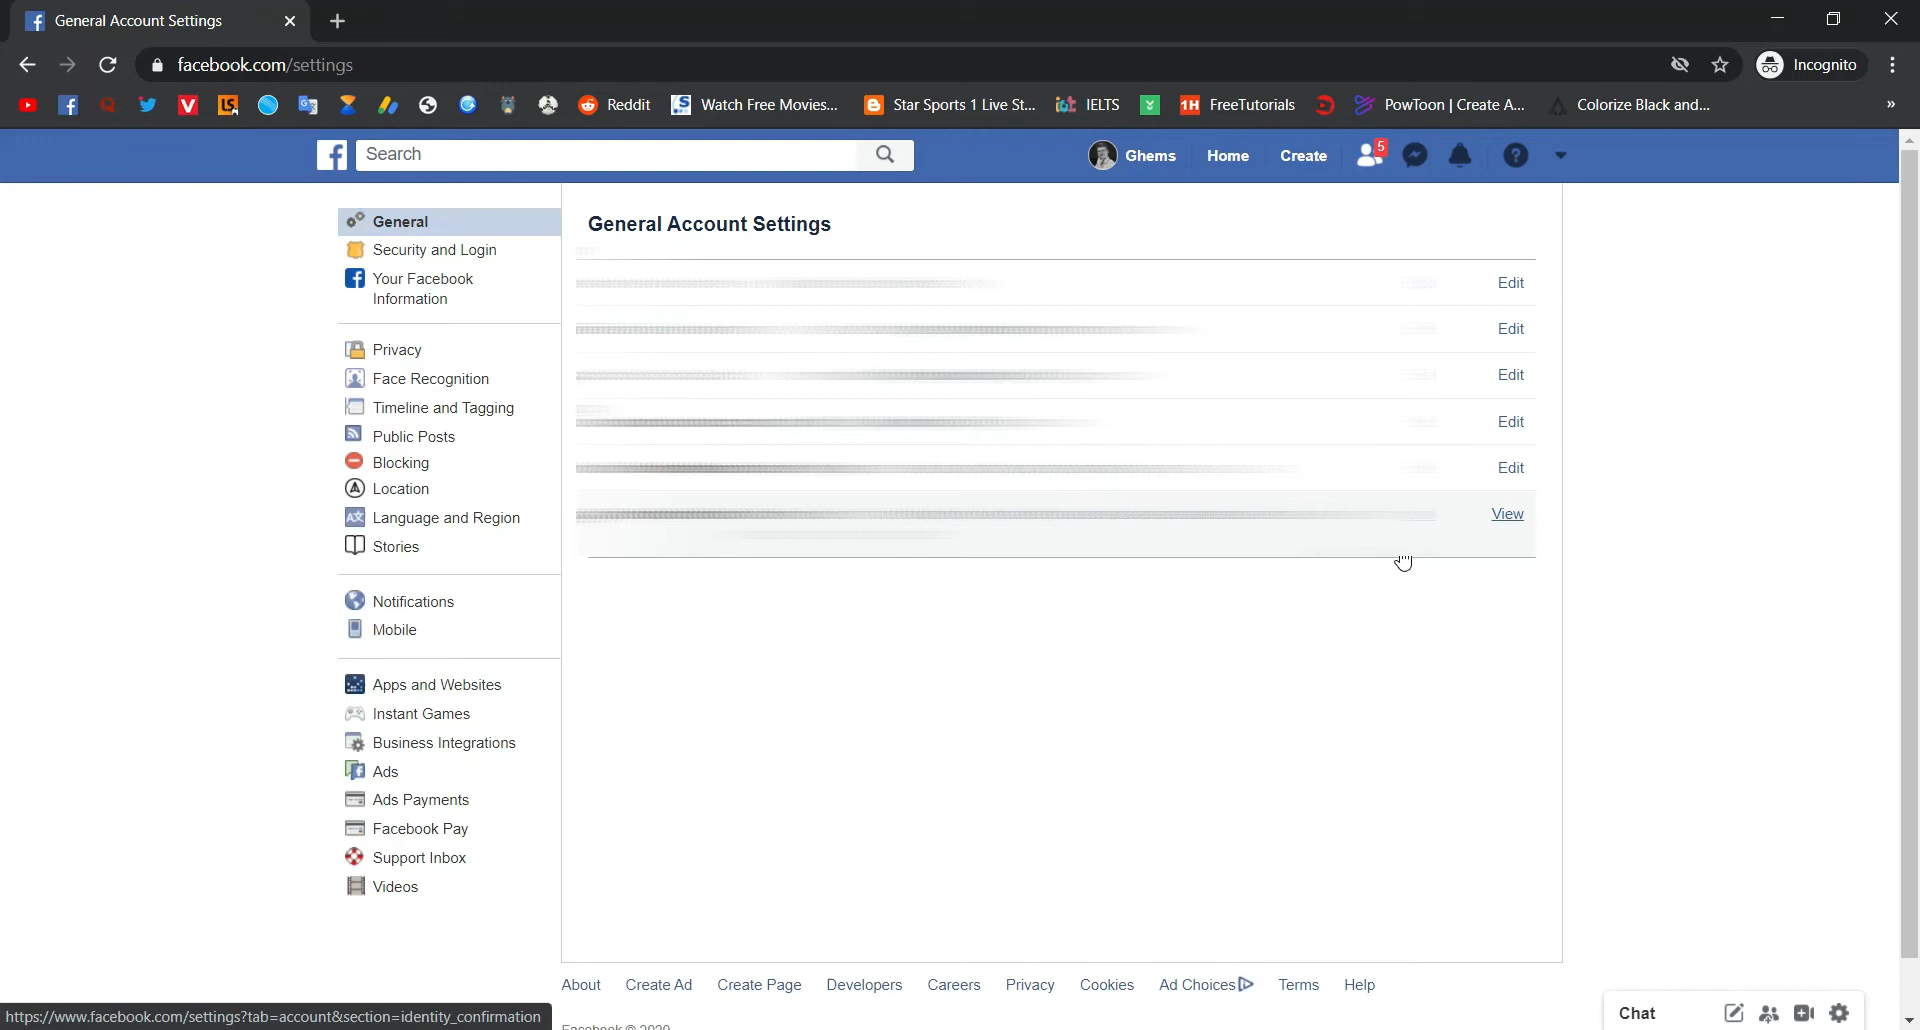 General Account Settings
facebook.com/settings
Incognito
Reddit
Watch Free Movies...
Star Sports 1 Live St...
IELTS
1H FreeTutorials
PowToon | Create A...
Colorize Black and...
»
Search
Ghems
Home
Create
5
General
Security and Login
Your Facebook
Information
Privacy
Face Recognition
Timeline and Tagging
Public Posts
Blocking
Location
Language and Region
Stories
Notifications
Mobile
Apps and Websites
Instant Games
Business Integrations
Ads
Ads Payments
Facebook Pay
Support Inbox
Videos
General Account Settings
Edit
Edit
Edit
Edit
Edit
View
About
Create Ad
Create Page
Developers
Careers
Privacy
Cookies
Ad Choices
Terms
Help
Facebook © 2020
Chat
https://www.facebook.com/settings?tab=account&section=identity_confirmation